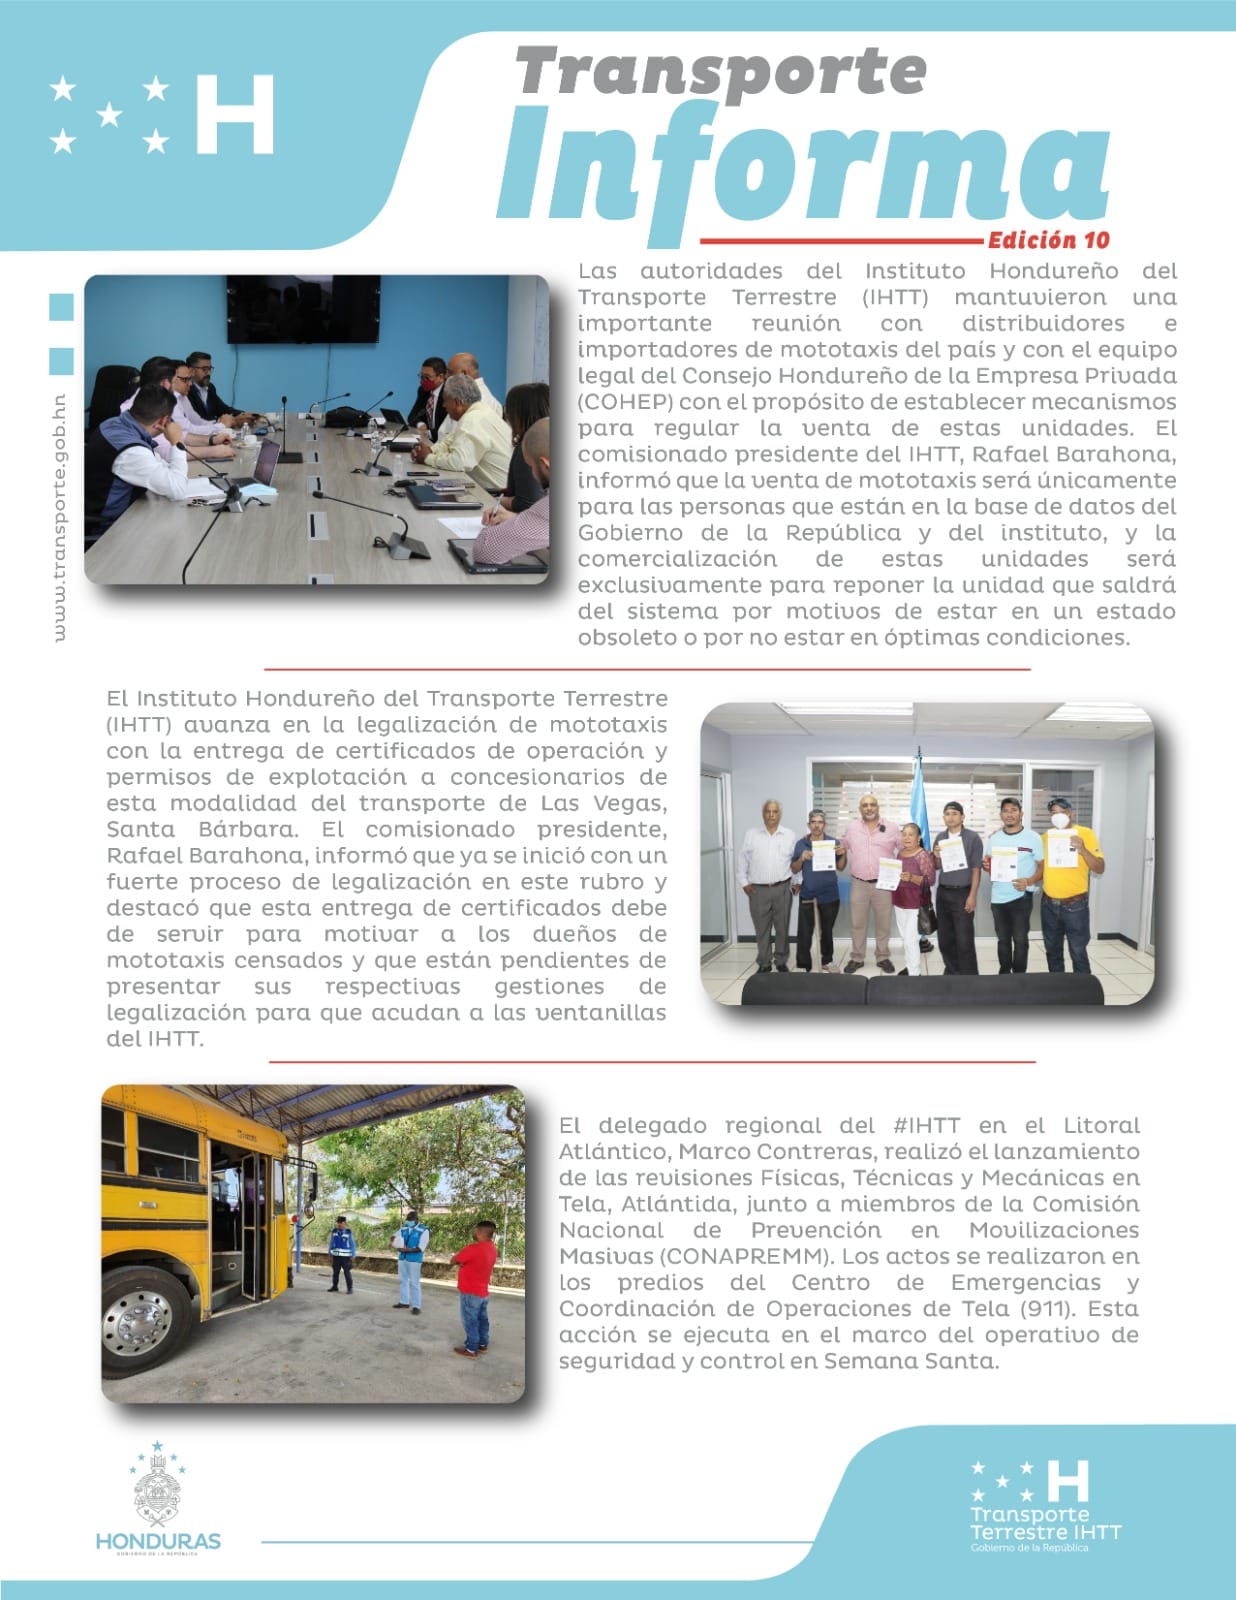 H
Transporte
Informa
Edición 10
www.transporte.gob.hn
Las autoridades del Instituto Hondureño del
Transporte Terrestre (IHTT) mantuvieron una
importante reunión con distribuidores e
importadores de mototaxis del país y con el equipo
legal del Consejo Hondureño de la Empresa Privada
(COHEP) con el propósito de establecer mecanismos
para regular la venta de estas unidades. El
comisionado presidente del IHTT, Rafael Barahona,
informó que la venta de mototaxis será únicamente
para las personas que están en la base de datos del
Gobierno de la República y del instituto, y la
comercialización de estas unidades será
exclusivamente para reponer la unidad que saldrá
del sistema por motivos de estar en un estado
obsoleto o por no estar en óptimas condiciones.
El Instituto Hondureño del Transporte Terrestre
(IHTT) avanza en la legalización de mototaxis
con la entrega de certificados de operación y
permisos de explotación a concesionarios de
esta modalidad del transporte de Las Vegas,
Santa Bárbara. El comisionado presidente,
Rafael Barahona, informó que ya se inició con un
fuerte proceso de legalización en este rubro y
destacó que esta entrega de certificados debe
de servir para motivar a los dueños de
mototaxis censados y que están pendientes de
presentar sus respectivas gestiones de
legalización para que acudan a las ventanillas
del IHTT.
El delegado regional del #IHTT en el Litoral
Atlántico, Marco Contreras, realizó el lanzamiento
de las revisiones Físicas, Técnicas y Mecánicas en
Tela, Atlántida, junto a miembros de la Comisión
Nacional de Prevención en Movilizaciones
Masivas (CONAPREMM). Los actos se realizaron en
los predios del Centro de Emergencias y
Coordinación de Operaciones de Tela (911). Esta
acción se ejecuta en el marco del operativo de
seguridad y control en Semana Santa.
HONDURAS
GOBIERNO DE LA REPÚBLICA
H
Transporte
Terrestre IHTT
Gobierno de la República